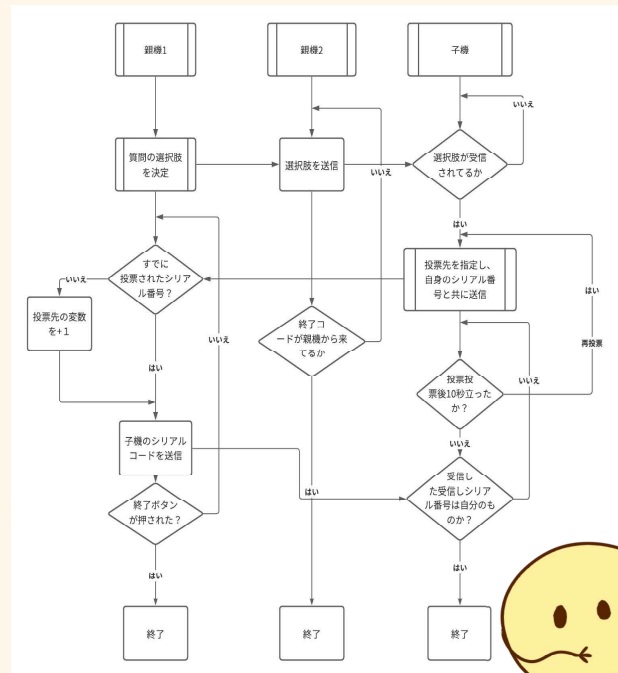 親機1
親機2
子機
いいえ
質問の選択肢
を決定
選択肢を送信
いいえ
選択肢が受信
されてるか
はい
すでに
投票されたシリア
ル番号？
いいえ
投票先を指定し、
自身のシリアル番
号と共に送信
はい
投票先の変数
を+１
いいえ
終了コ
ードが親機から来
てるか
再投票
はい
いいえ
投票投
票後10秒立った
か？
子機のシリアル
コードを送信
いいえ
受信し
た受信しシリア
ル番号は自分のも
のか？
終了ボタン
が押された？
はい
はい
はい
終了
終了
終了